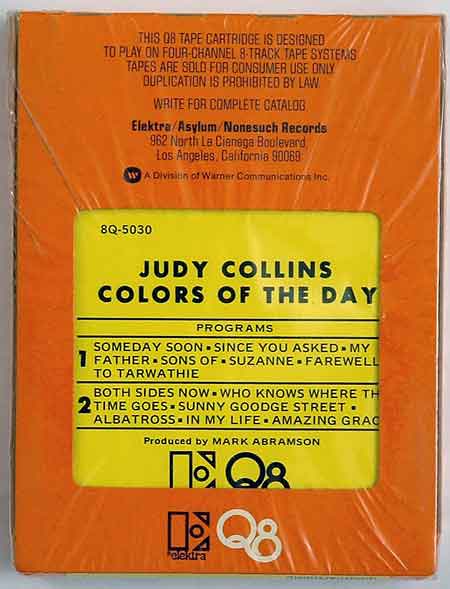 THIS Q8 TAPE CARTRIDGE IS DESIGNED
TO PLAY ON FOUR-CHANNEL 8-TRACK TAPE SYSTEMS
TAPES ARE SOLD FOR CONSUMER USE ONLY
DUPLICATION IS PROHIBITED BY LAW
WRITE FOR COMPLETE CATALOG
Elektra/Asylum/Nonesuch Records
962 North La Cienega Boulevard,
Los Angeles, California 90069
A Division of Warner Communications Inc.
8Q-5030
JUDY COLLINS
COLORS OF THE DAY
PROGRAMS
1 SOMEDAY SOON ▪ SINCE YOU ASKED ▪ MY
FATHER ▪ SONS OF ▪ SUZANNE ▪ FAREWELL
TO TARWATHIE
2 BOTH SIDES NOW ▪ WHO KNOWS WHERE TH
TIME GOES ▪ SUNNY GOODGE STREET ▪
ALBATROSS ▪ IN MY LIFE ▪ AMAZING GRAC
Produced by MARK ABRAMSON
Q8
elektra Q8